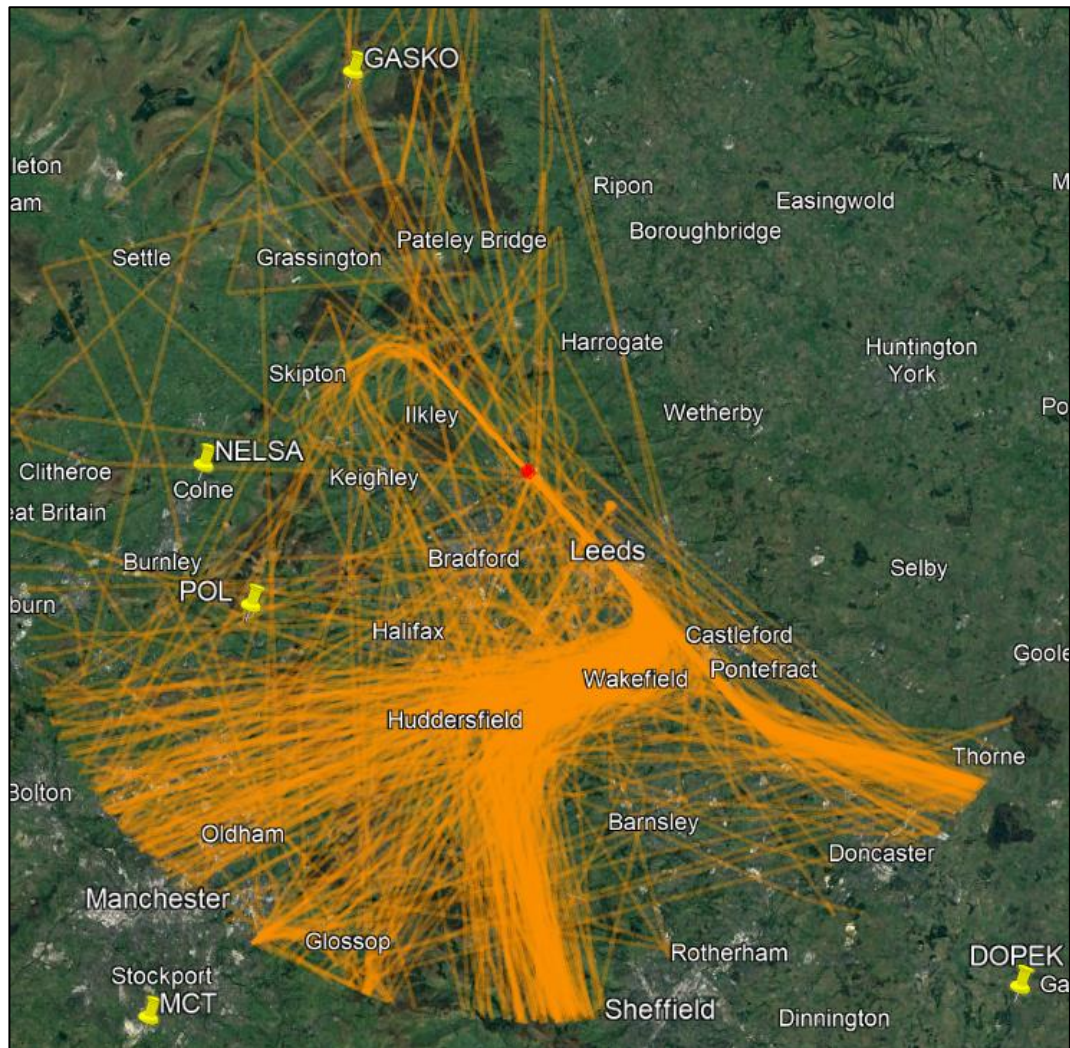 GASKO
leton
am
Ripon
M
Easingwold
Boroughbridge
Settle
Grassington
Pateley Bridge
Harrogate
Huntington
York
Skipton
Ilkley
Wetherby
Po
NELSA
Clitheroe
Colne
Keighley
eat Britain
Leeds
Bradford
Burnley
Selby
POL
burn
Halifax
Castleford
Goole
Pontefract
Wakefield
Huddersfield
Thorne
Bolton
Barnsley
Oldham
Doncaster
Manchester
Glossop
Rotherham
DOPEK
Stockport
Ga
MCT
Sheffield
Dinnington